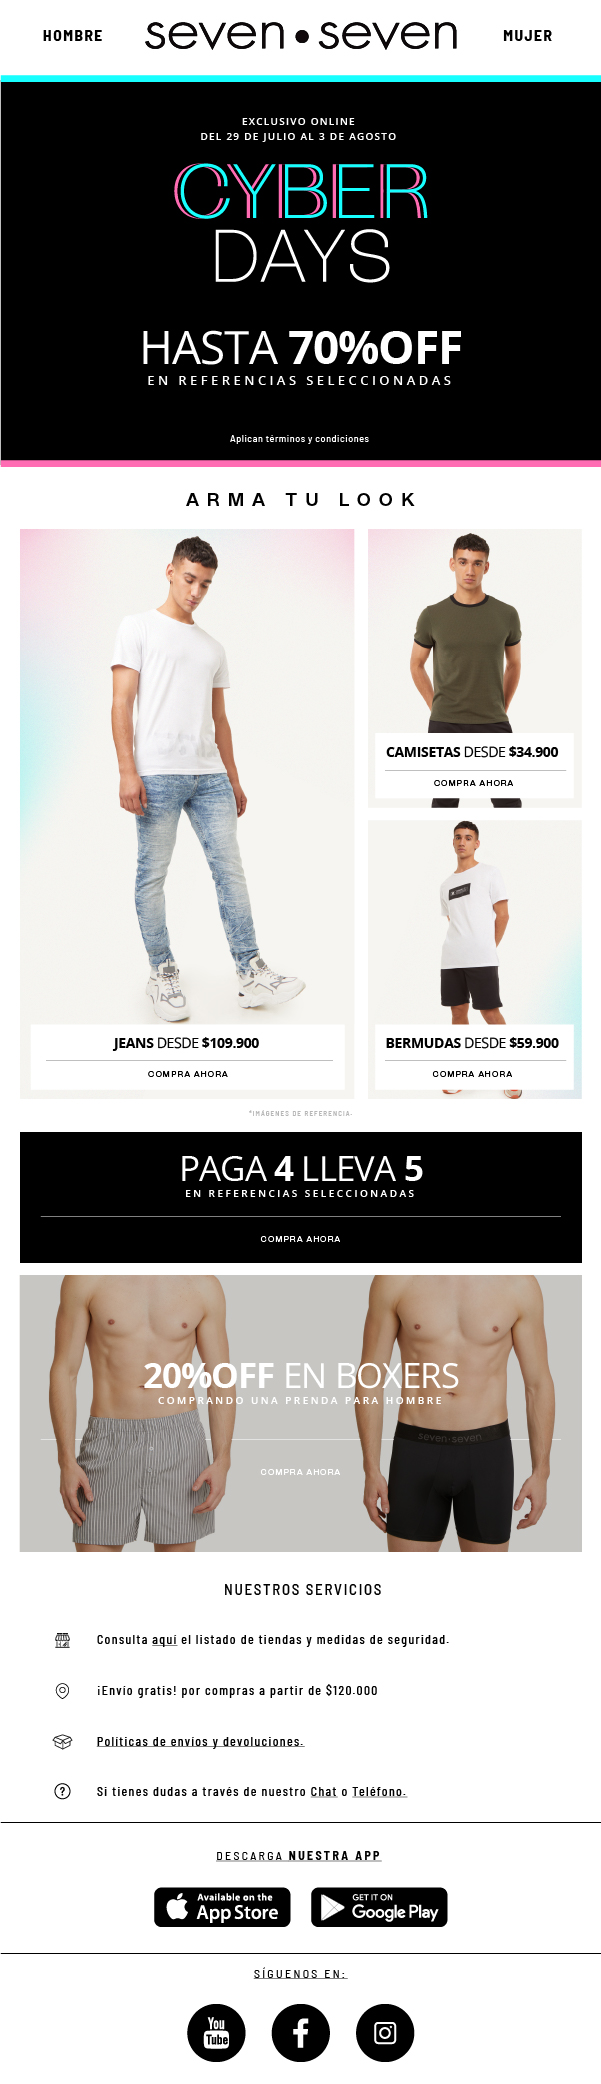 HOMBRE
seven•seven
MUJER
EXCLUSIVO ONLINE
DEL 29 DE JULIO AL 3 DE AGOSTO
CYBER
DAYS
HASTA 70%OFF
EN REFERENCIAS SELECCIONADAS
Aplican términos y condiciones
ARMA TU LOOK
CAMISETAS DESDE $34.900
COMPRA AHORA
JEANS DESDE $109.900
COMPRA AHORA
BERMUDAS DESDE $59.900
COMPRA AHORA
*IMÁGENES DE REFERENCIA.
PAGA 4 LLEVA 5
EN REFERENCIAS SELECCIONADAS
COMPRA AHORA
20%OFF EN BOXERS
COMPRANDO UNA PRENDA PARA HOMBRE
seven•seven
COMPRA AHORA
NUESTROS SERVICIOS
Consulta aquí el listado de tiendas y medidas de seguridad.
¡Envío gratis! por compras a partir de $120.000
Políticas de envíos y devoluciones.
Si tienes dudas a través de nuestro Chat o Teléfono.
DESCARGA NUESTRA APP
Available on the
App Store
GET IT ON
Google Play
SÍGUENOS EN:
You
Tube